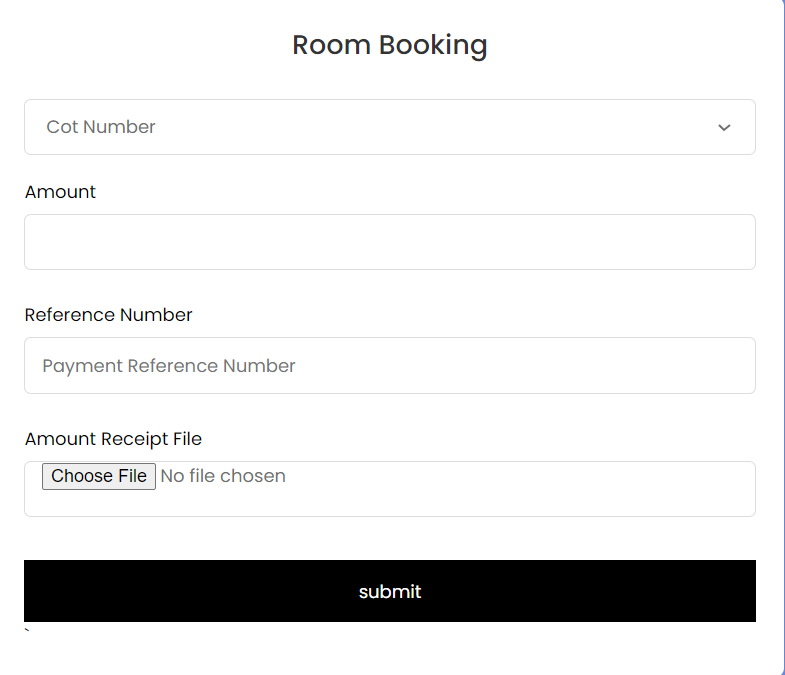 Room Booking
Cot Number
Amount
Reference Number
Payment Reference Number
Amount Receipt File
Choose File No file chosen
submit
`